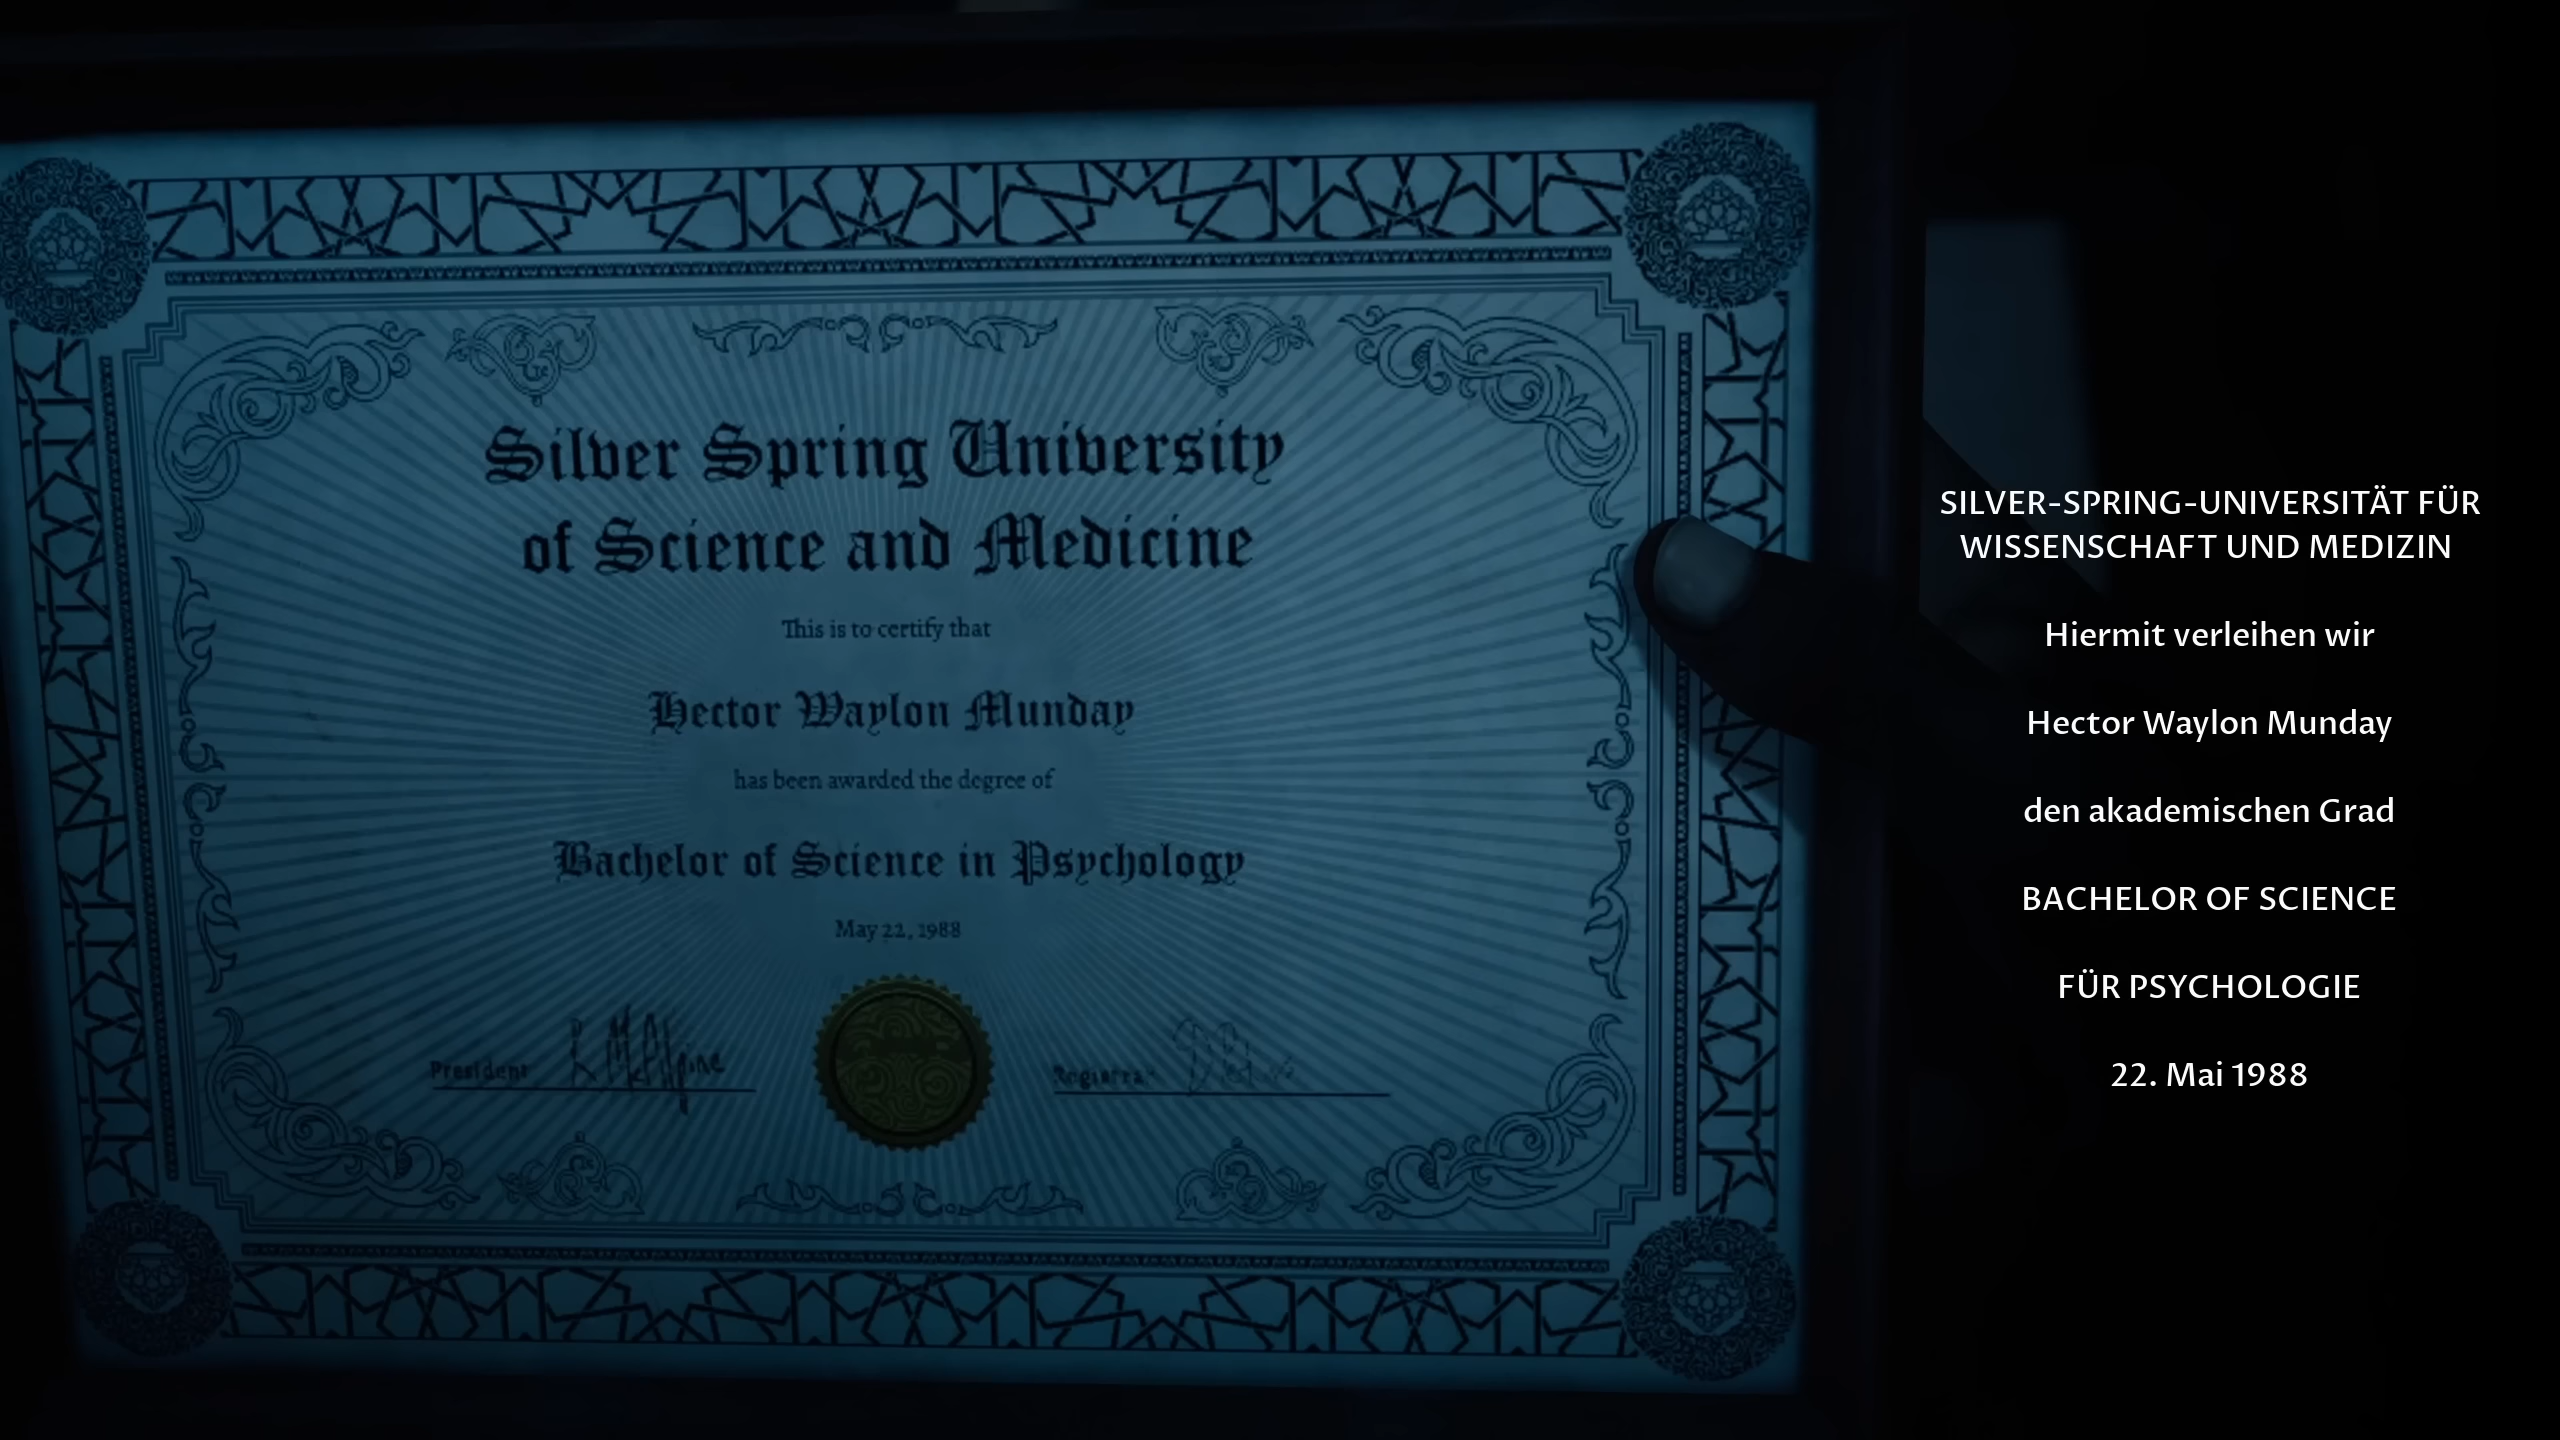 Silver Spring University
of Science and Medicine
This is to certify that
Hector Waylon Munday
has been awarded the degree of
Bachelor of Science in Psychology
May 22, 1988
President
Registrar
SILVER-SPRING-UNIVERSITÄT FÜR
WISSENSCHAFT UND MEDIZIN
Hiermit verleihen wir
Hector Waylon Munday
den akademischen Grad
BACHELOR OF SCIENCE
FÜR PSYCHOLOGIE
22. Mai 1988